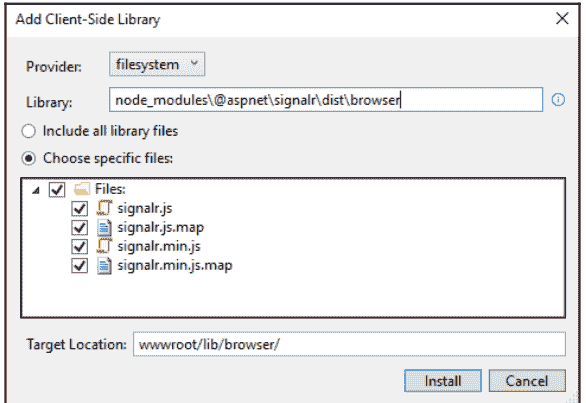 Add Client-Side Library
Provider: filesystem
Library: node_modules\@aspnet\signalr\dist\browser
Include all library files
Choose specific files:
Files:
signalr.js
signalr.js.map
signalr.min.js
signalr.min.js.map
Target Location: wwwroot/lib/browser/
Install Cancel